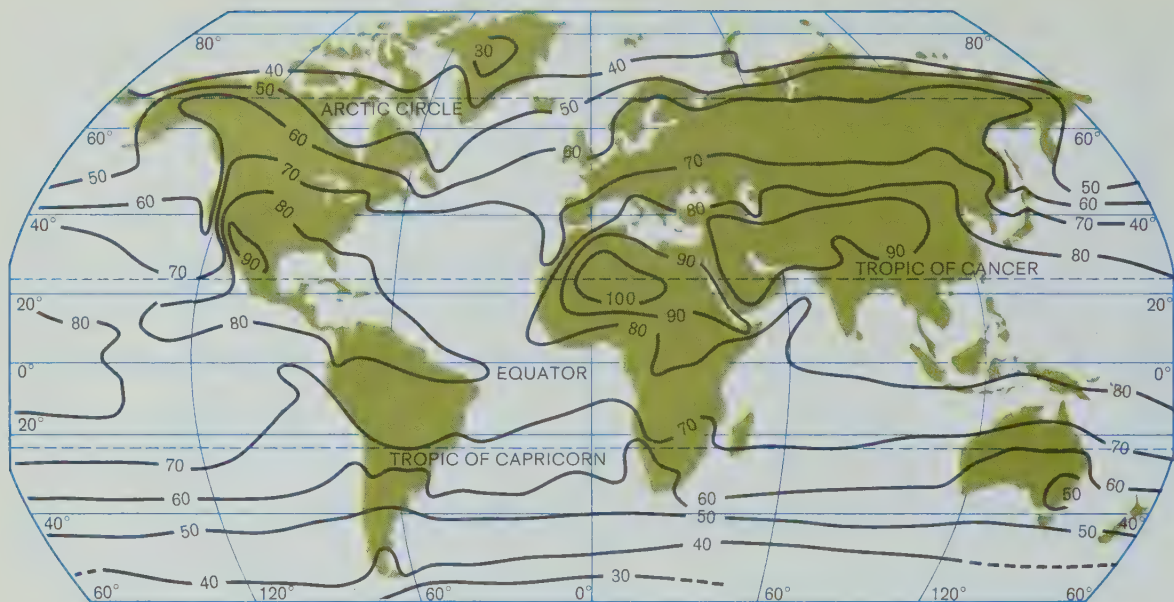 80° 80°
30
40 40
50 50
ARCTIC CIRCLE
60° 60 60 60°
50 70 70 50
60 80 80 60
40° 70 40°
90 90 90 80
70 TROPIC OF CANCER
20° 100 20°
80 80 90
80
0° EQUATOR 0°
80
20° 70 20°
70 TROPIC OF CAPRICORN 70
60 60 60
50
40° 50 50 50 40°
40
40 30
60° 120° 60° 0° 60° 120° 60°